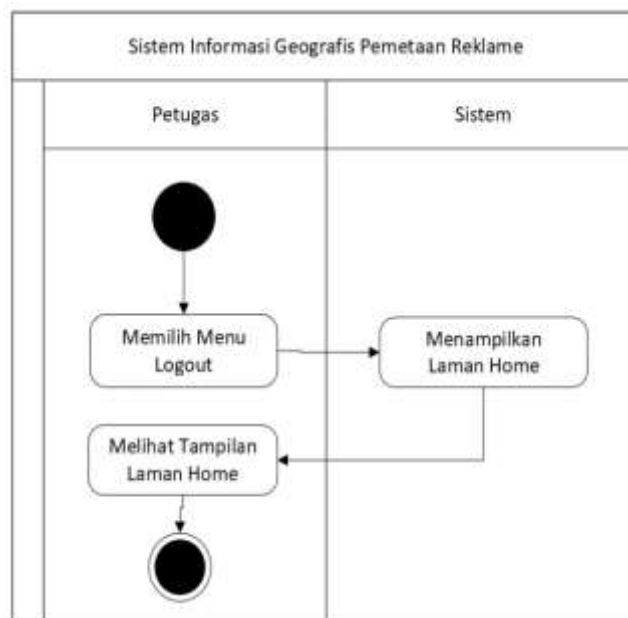 Sistem Informasi Geografis Pemetaan Reklame
Petugas
Sistem
Memilih Menu
Logout
Menampilkan
Laman Home
Melihat Tampilan
Laman Home